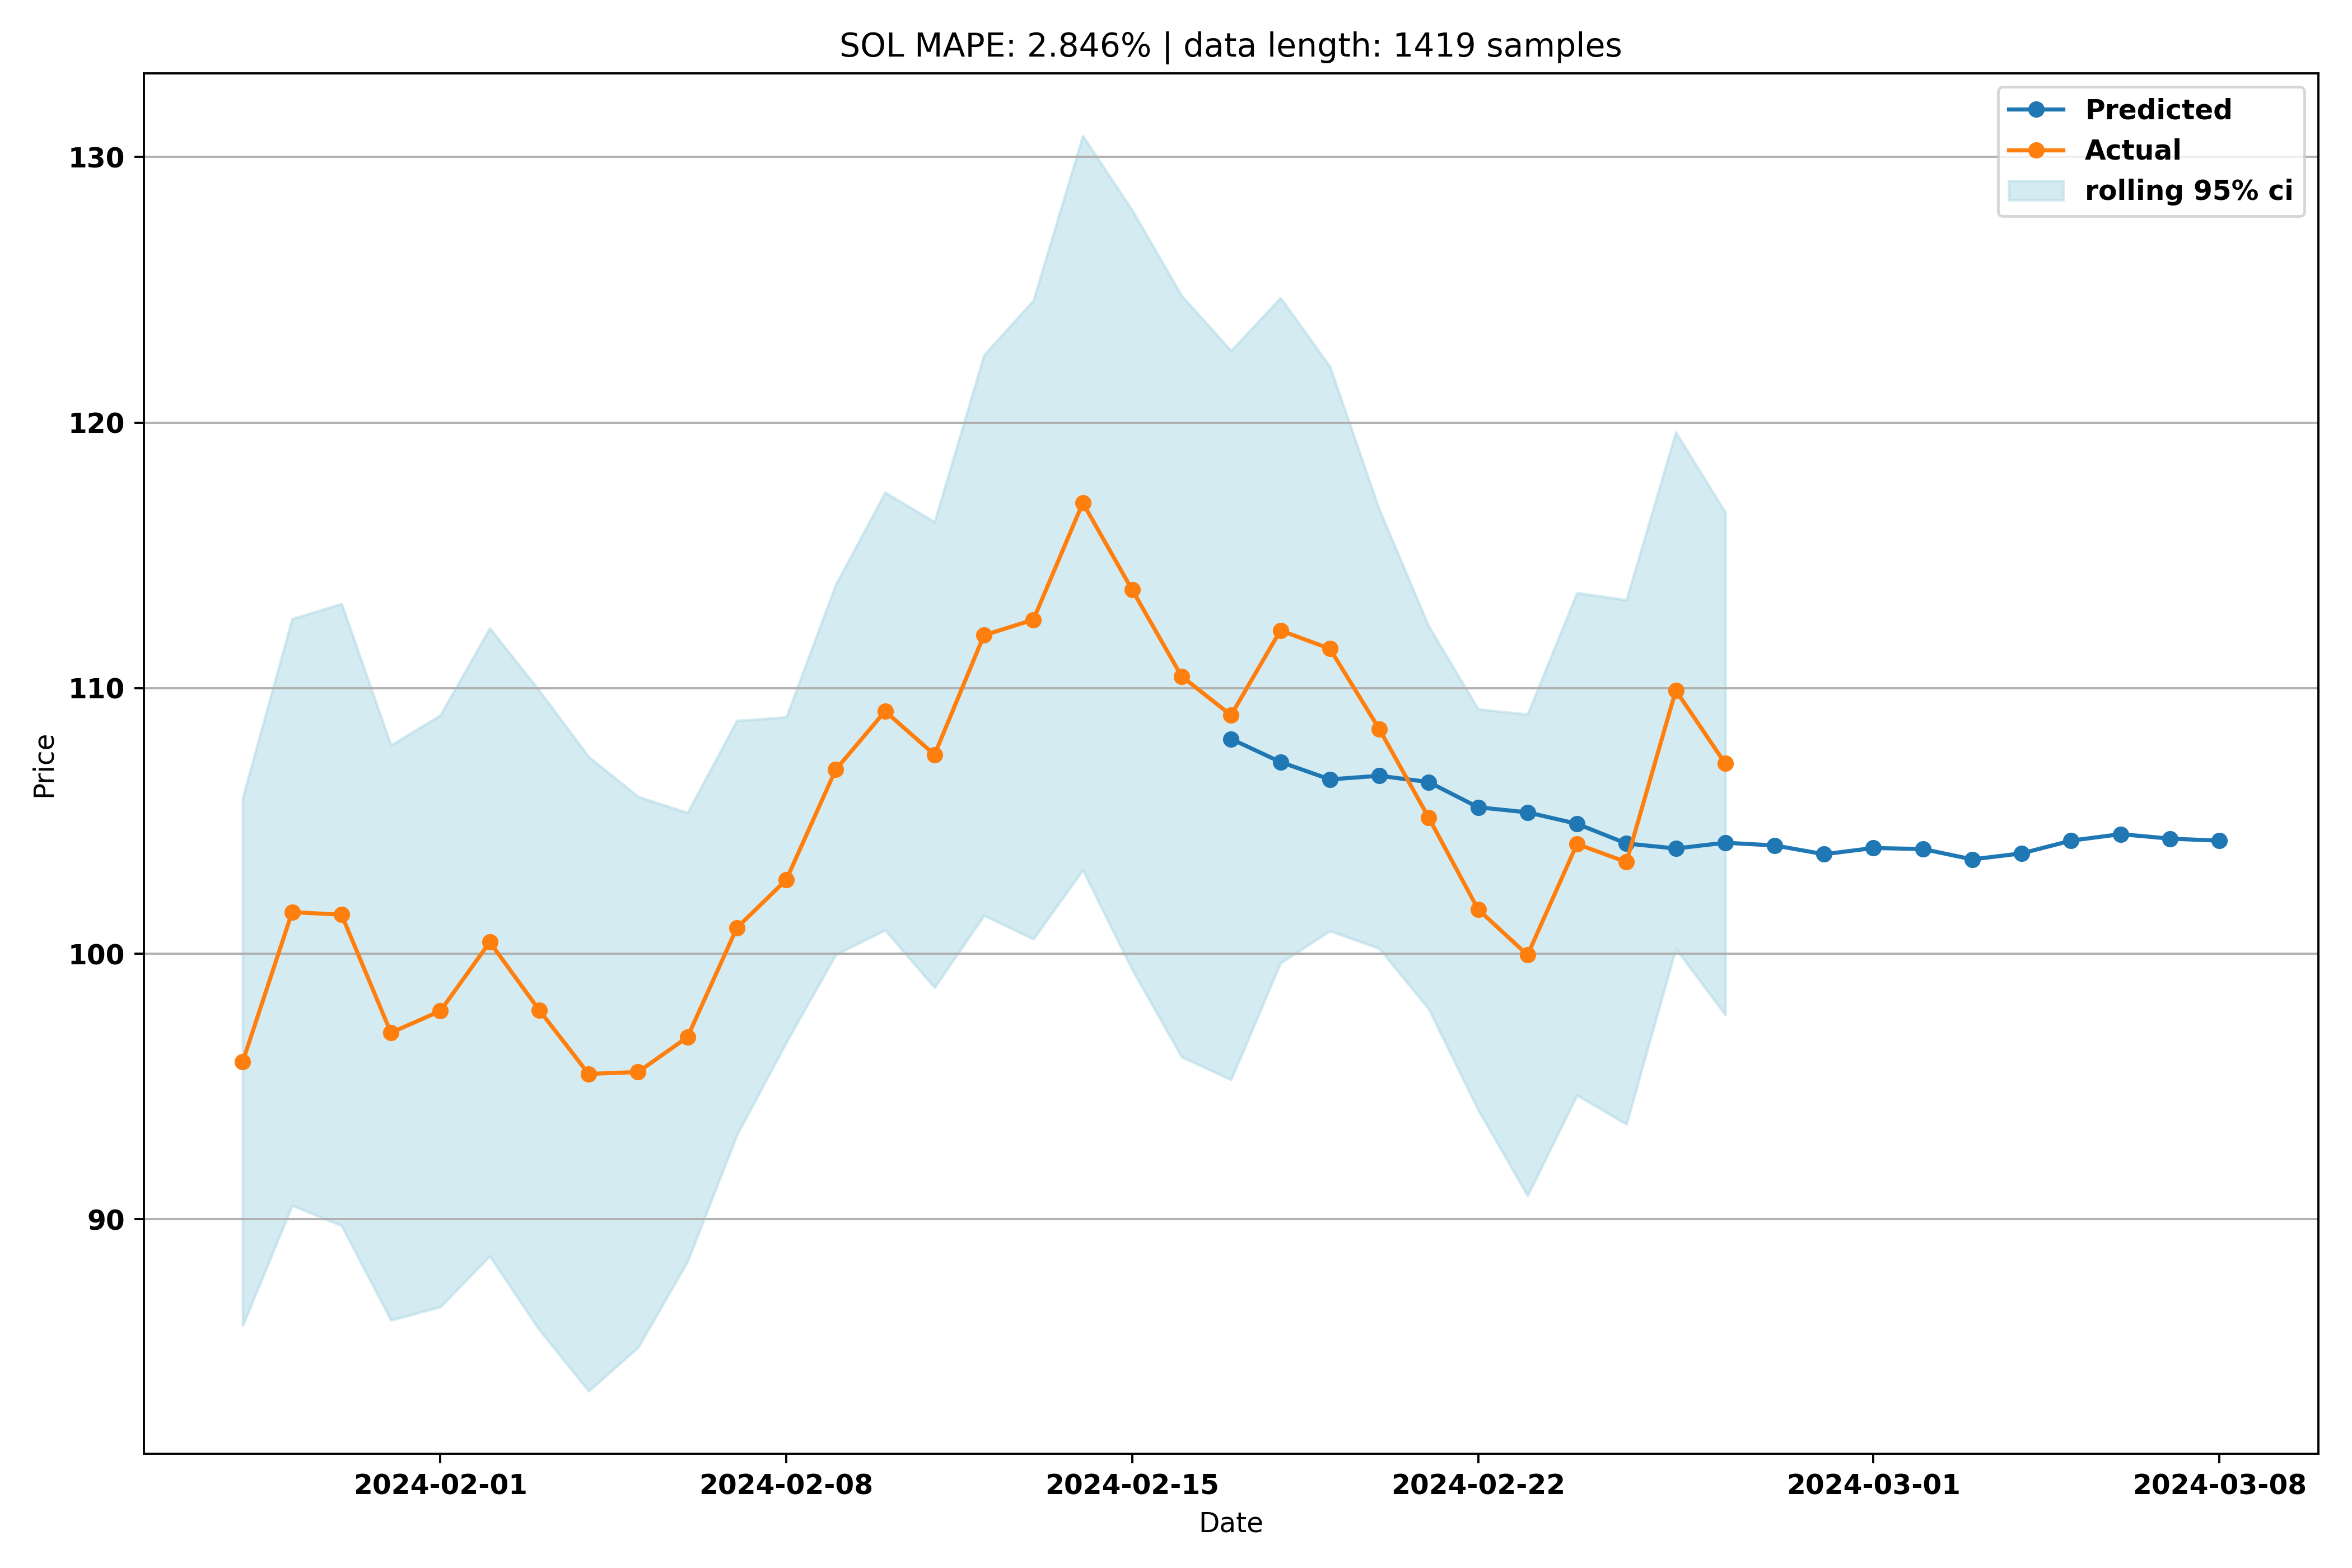 SOL MAPE: 2.846% | data length: 1419 samples
Predicted
Actual
rolling 95% ci
130
120
110
100
90
Price
2024-02-01
2024-02-08
2024-02-15
2024-02-22
2024-03-01
2024-03-08
Date